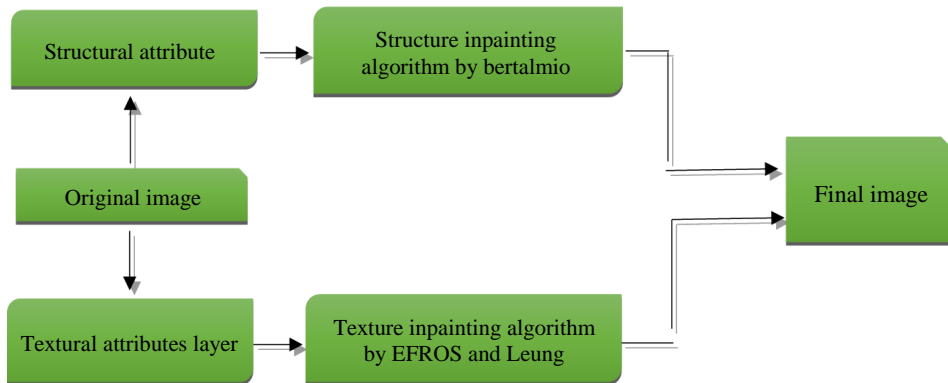 Structural attribute
Structure inpainting
algorithm by bertalmio
Original image
Final image
Textural attributes layer
Texture inpainting algorithm
by EFROS and Leung